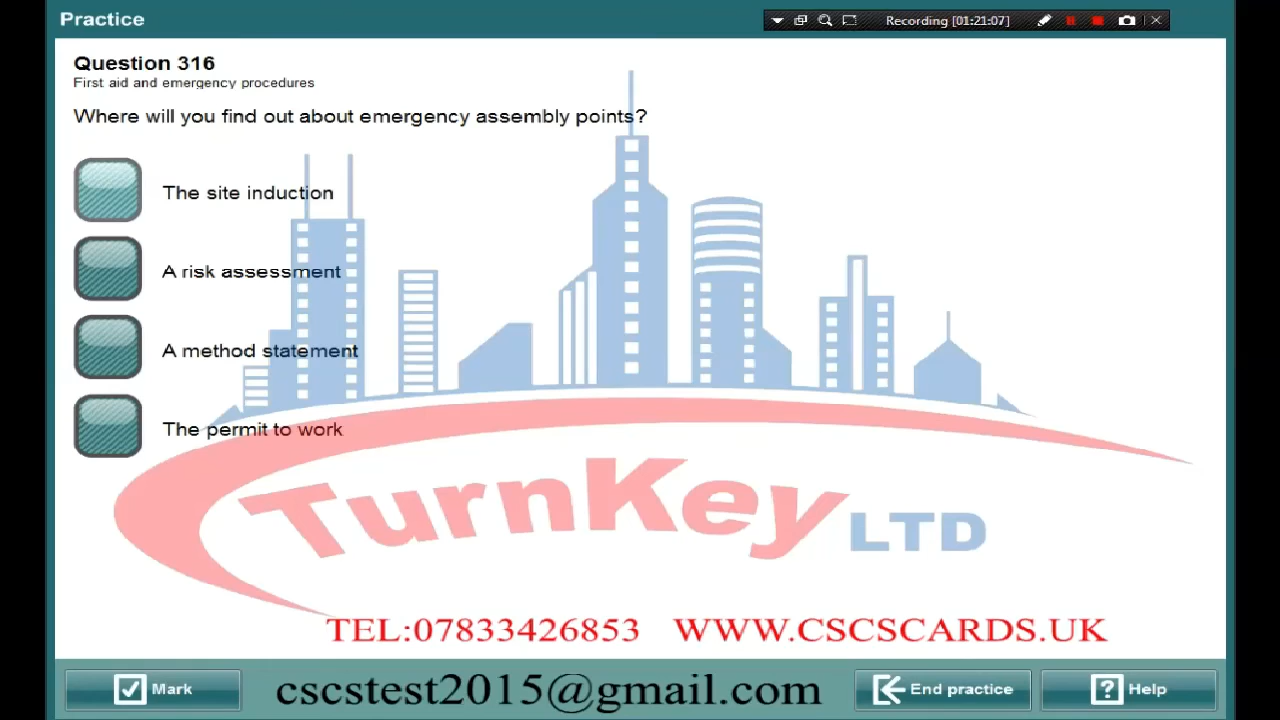 Practice
Recording [01:21:07]
Question 316
First aid and emergency procedures
Where will you find out about emergency assembly points?
The site induction
A risk assessment
A method statement
The permit to work
TurnKey LTD
TEL:07833426853 WWW.CSCSCARDS.UK
Mark
cscstest2015@gmail.com
End practice
Help